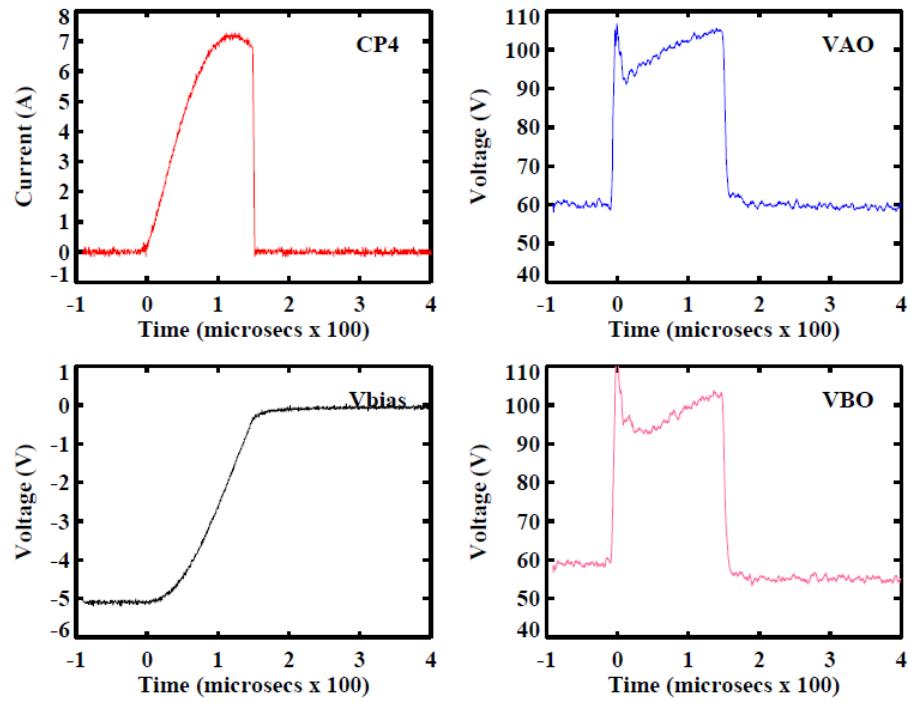 8
7
6
5
4
3
2
1
0
-1
Current (A)
CP4
-1 0 1 2 3 4
Time (microsecs x 100)
110
100
90
80
70
60
50
40
Voltage (V)
VAO
-1 0 1 2 3 4
Time (microsecs x 100)
1
0
-1
-2
-3
-4
-5
-6
Voltage (V)
Vbias
-1 0 1 2 3 4
Time (microsecs x 100)
110
100
90
80
70
60
50
40
Voltage (V)
VBO
-1 0 1 2 3 4
Time (microsecs x 100)